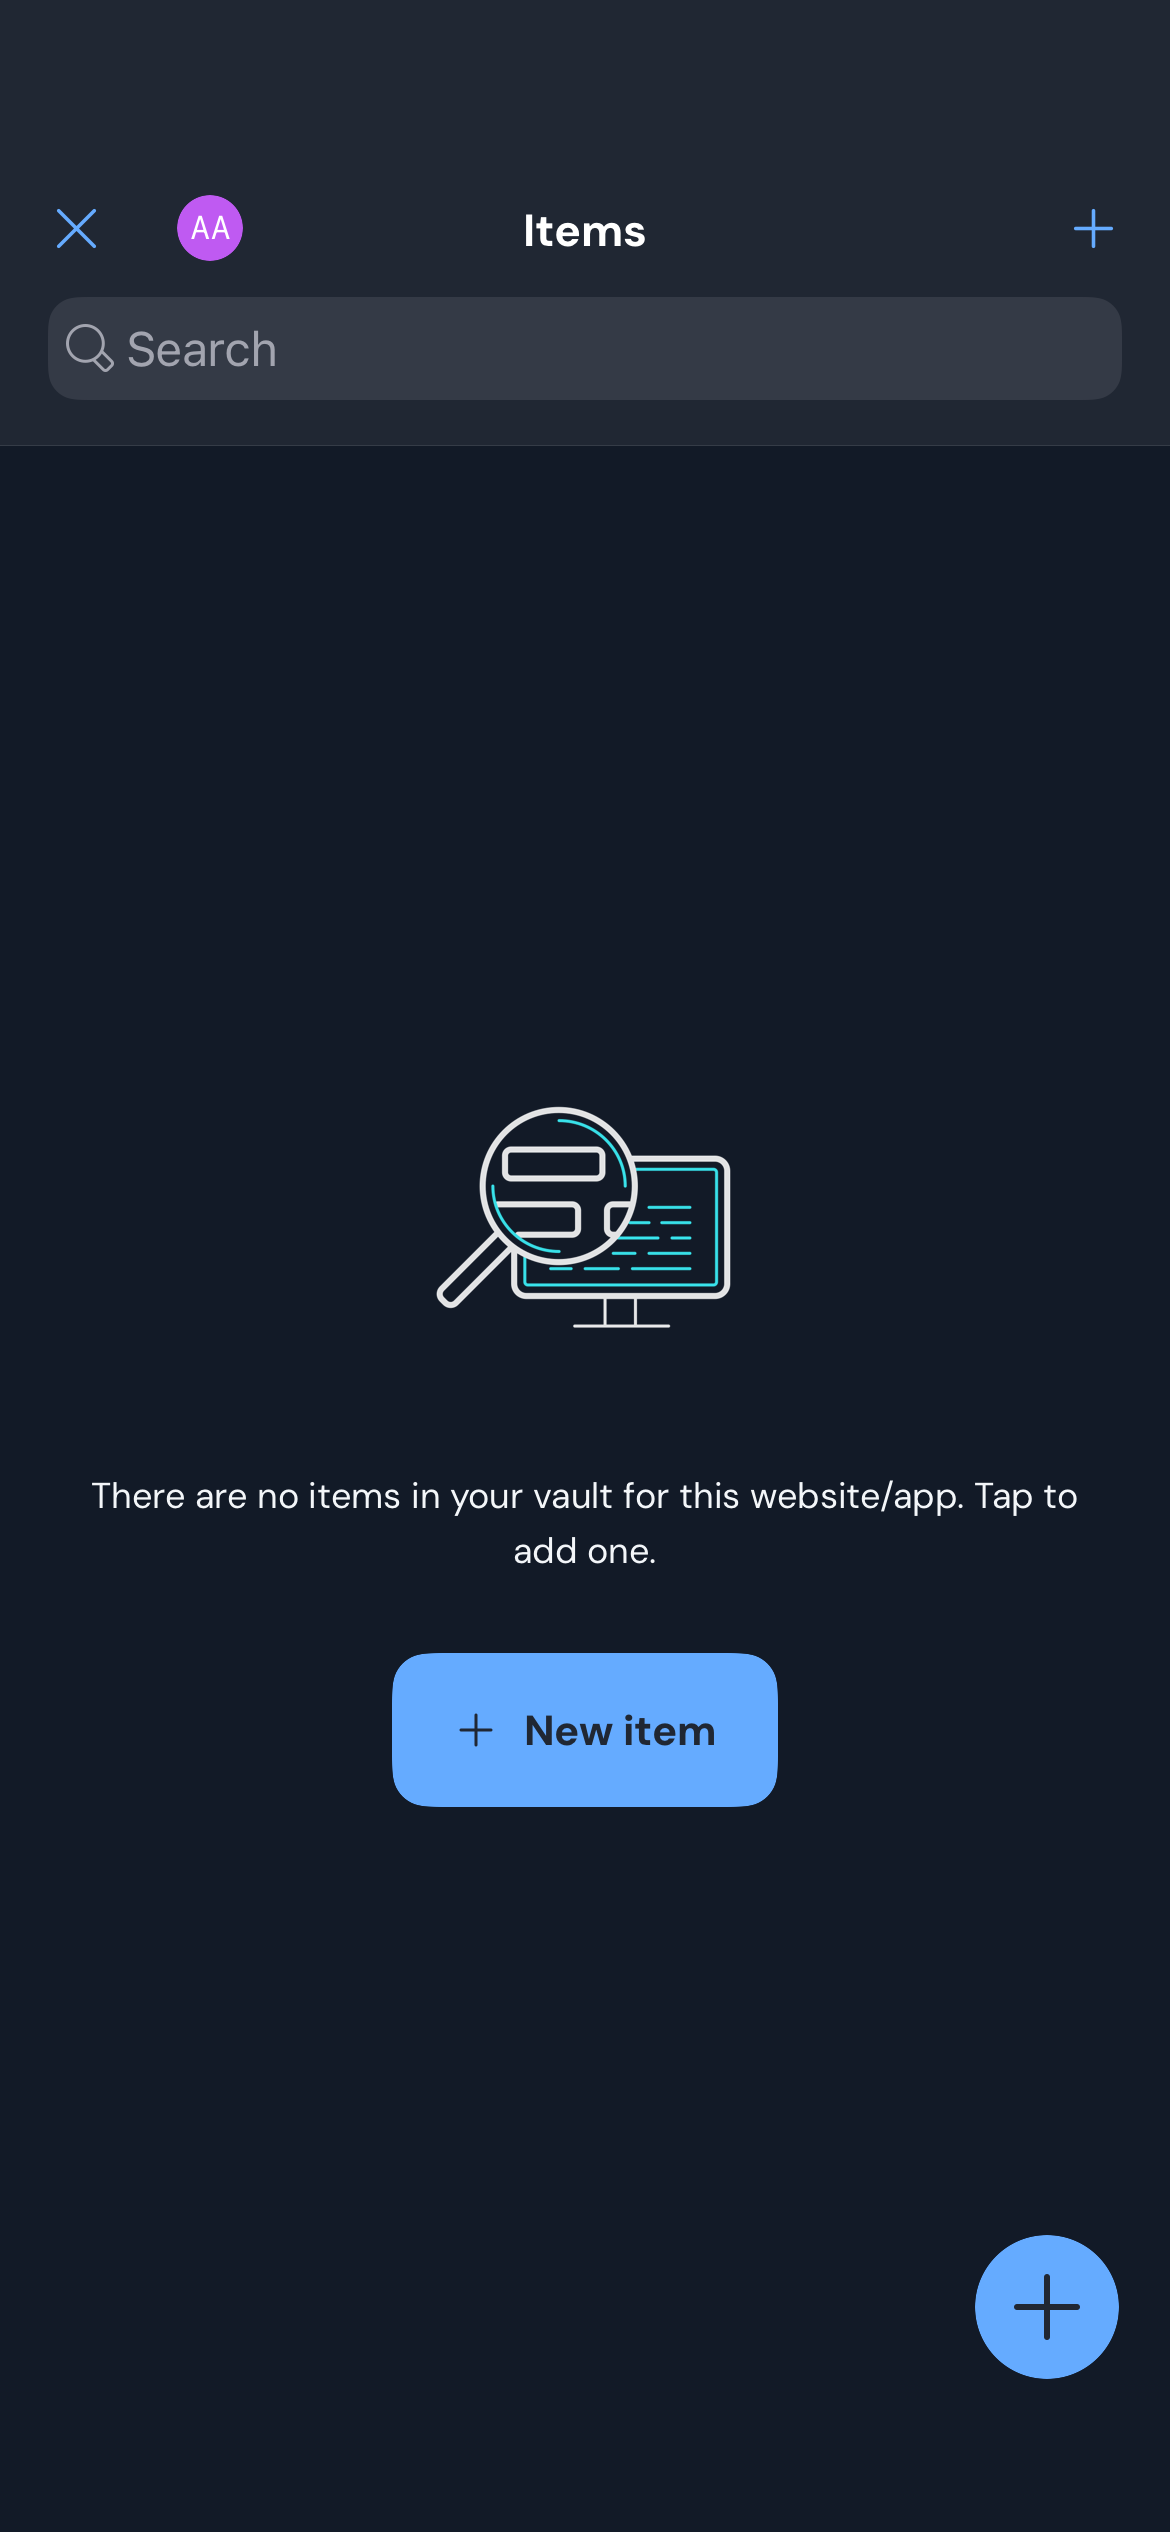 AA
Items
Search
There are no items in your vault for this website/app. Tap to
add one.
New item